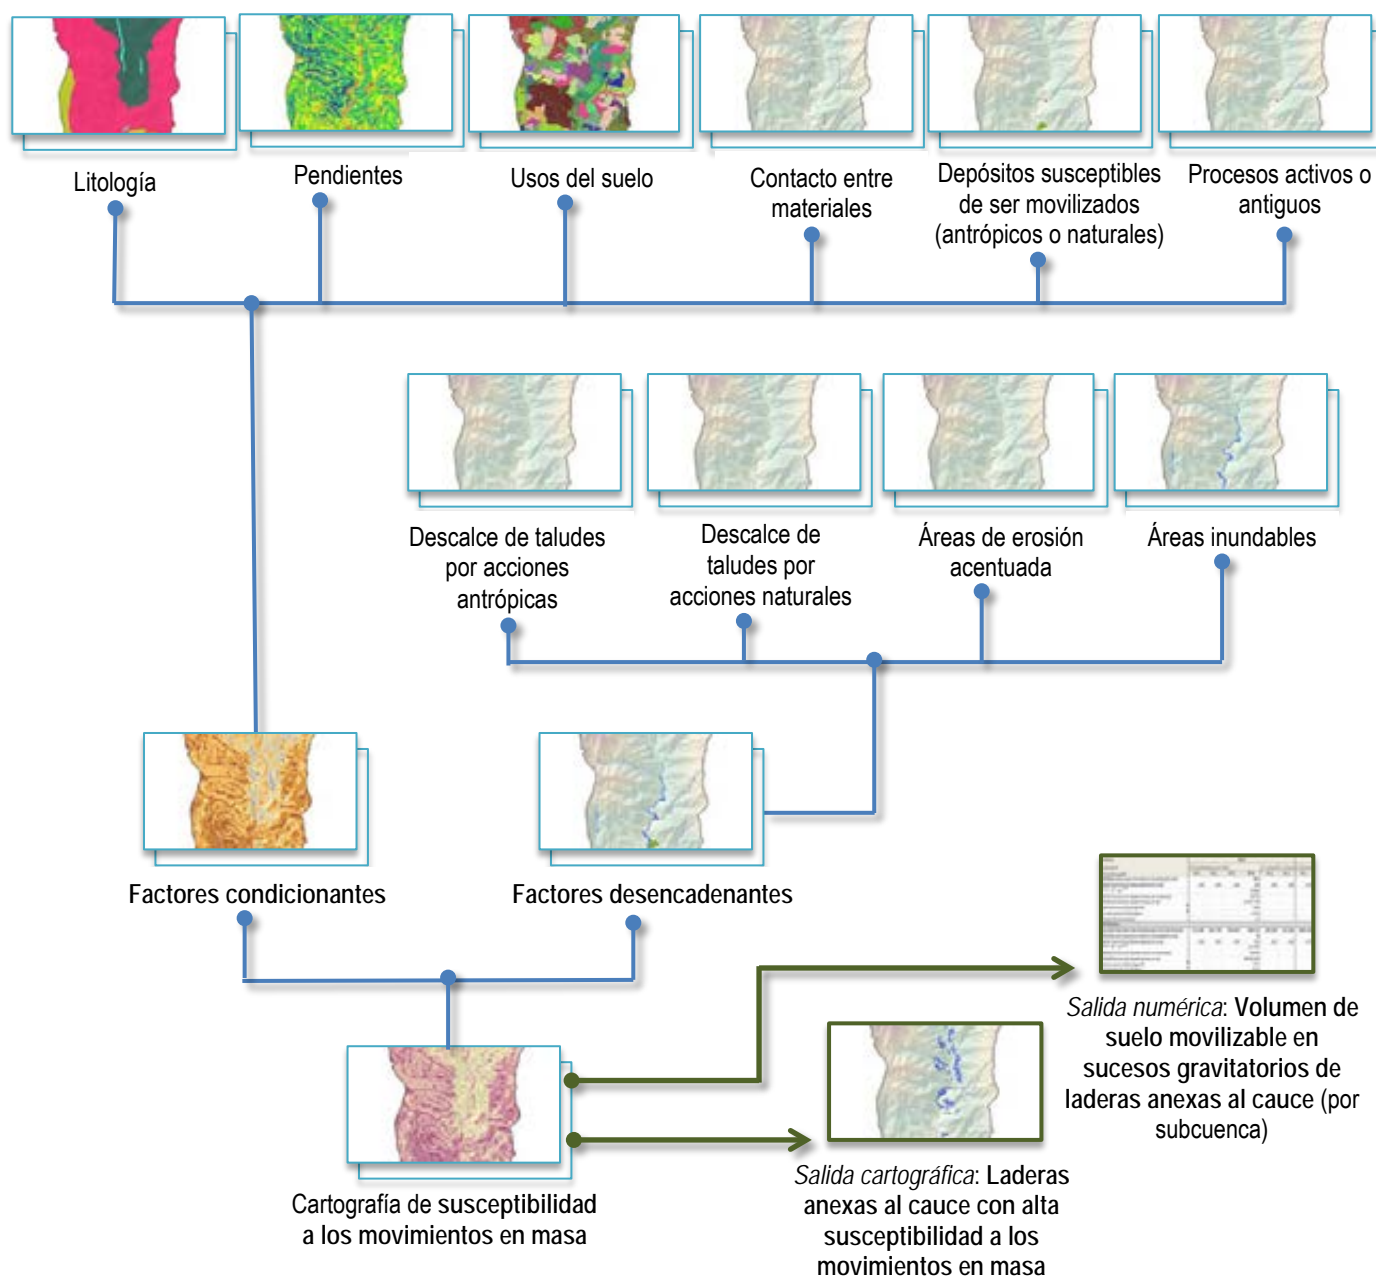 Litología
Pendientes
Usos del suelo
Contacto entre
materiales
Depósitos susceptibles
de ser movilizados
(antrópicos o naturales)
Procesos activos o
antiguos
Descalce de taludes
por acciones
antrópicas
Descalce de
taludes por
acciones naturales
Áreas de erosión
acentuada
Áreas inundables
Factores condicionantes
Factores desencadenantes
Salida numérica: Volumen de
suelo movilizable en
sucesos gravitatorios de
laderas anexas al cauce (por
subcuenca)
Salida cartográfica: Laderas
anexas al cauce con alta
susceptibilidad a los
movimientos en masa
Cartografía de susceptibilidad
a los movimientos en masa